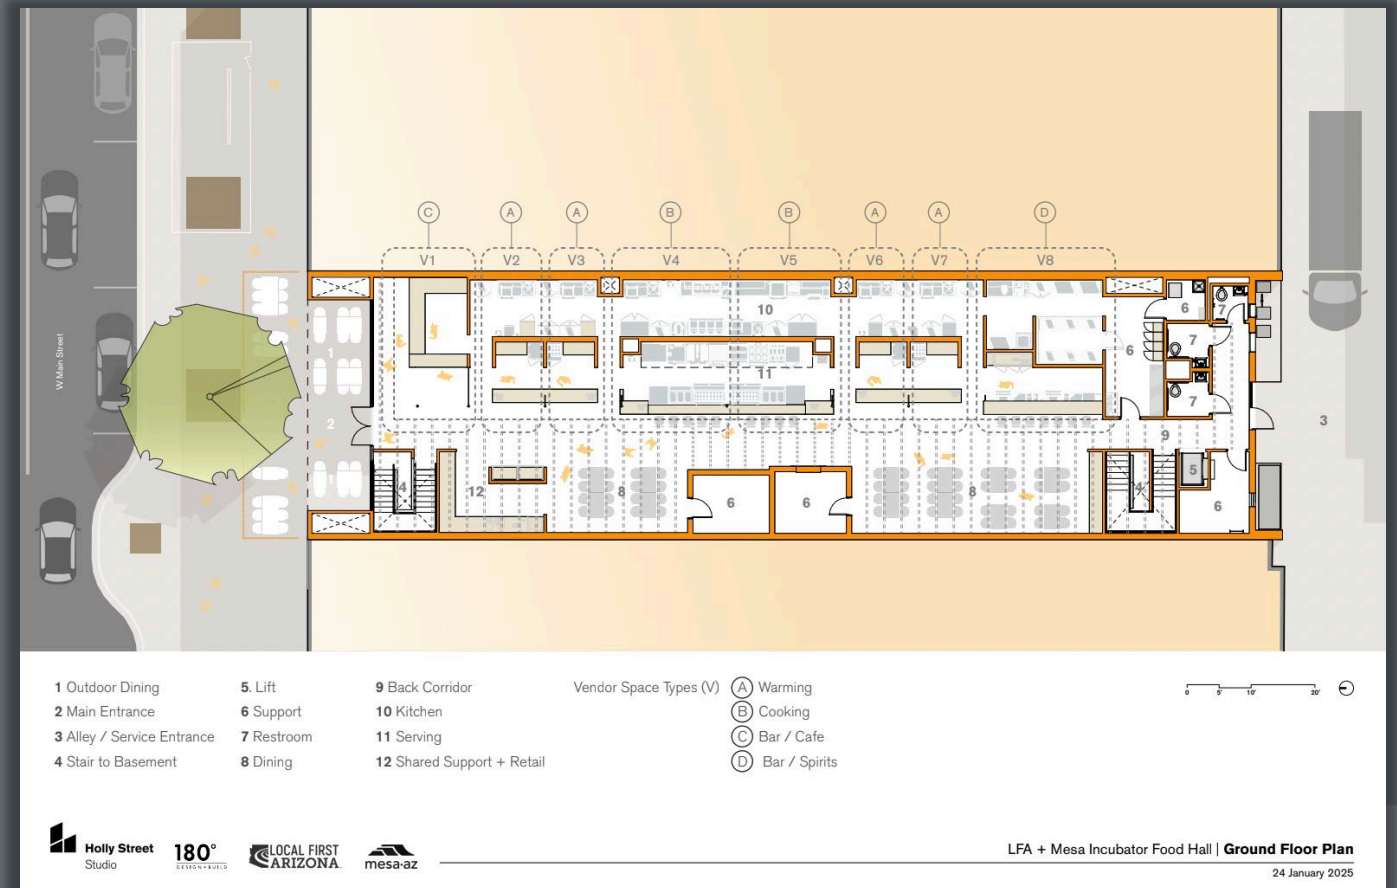 C A A B B A A D
V1 V2 V3 V4 V5 V6 V7 V8
W Main Street
10
6 7
1
7
6
11
7
2
3
9
1
4 12 8 6 6 8 4 5
6
1 Outdoor Dining
2 Main Entrance
3 Alley / Service Entrance
4 Stair to Basement
5. Lift
6 Support
7 Restroom
8 Dining
9 Back Corridor
10 Kitchen
11 Serving
12 Shared Support + Retail
Vendor Space Types (V)
A Warming
B Cooking
C Bar / Cafe
D Bar / Spirits
0 5' 10' 20'
Holly Street
Studio
180°
DESIGN + BUILD
LOCAL FIRST
ARIZONA
mesa·az
LFA + Mesa Incubator Food Hall | Ground Floor Plan
24 January 2025